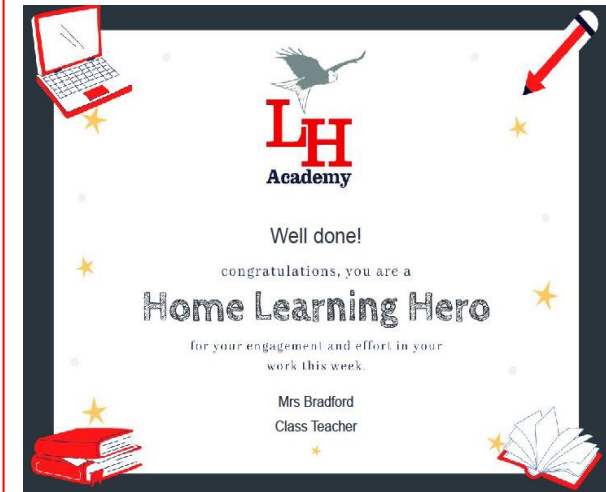 LH
Academy
Well done!
congratulations, you are a
Home Learning Hero
for your engagement and effort in your
work this week.
Mrs Bradford
Class Teacher